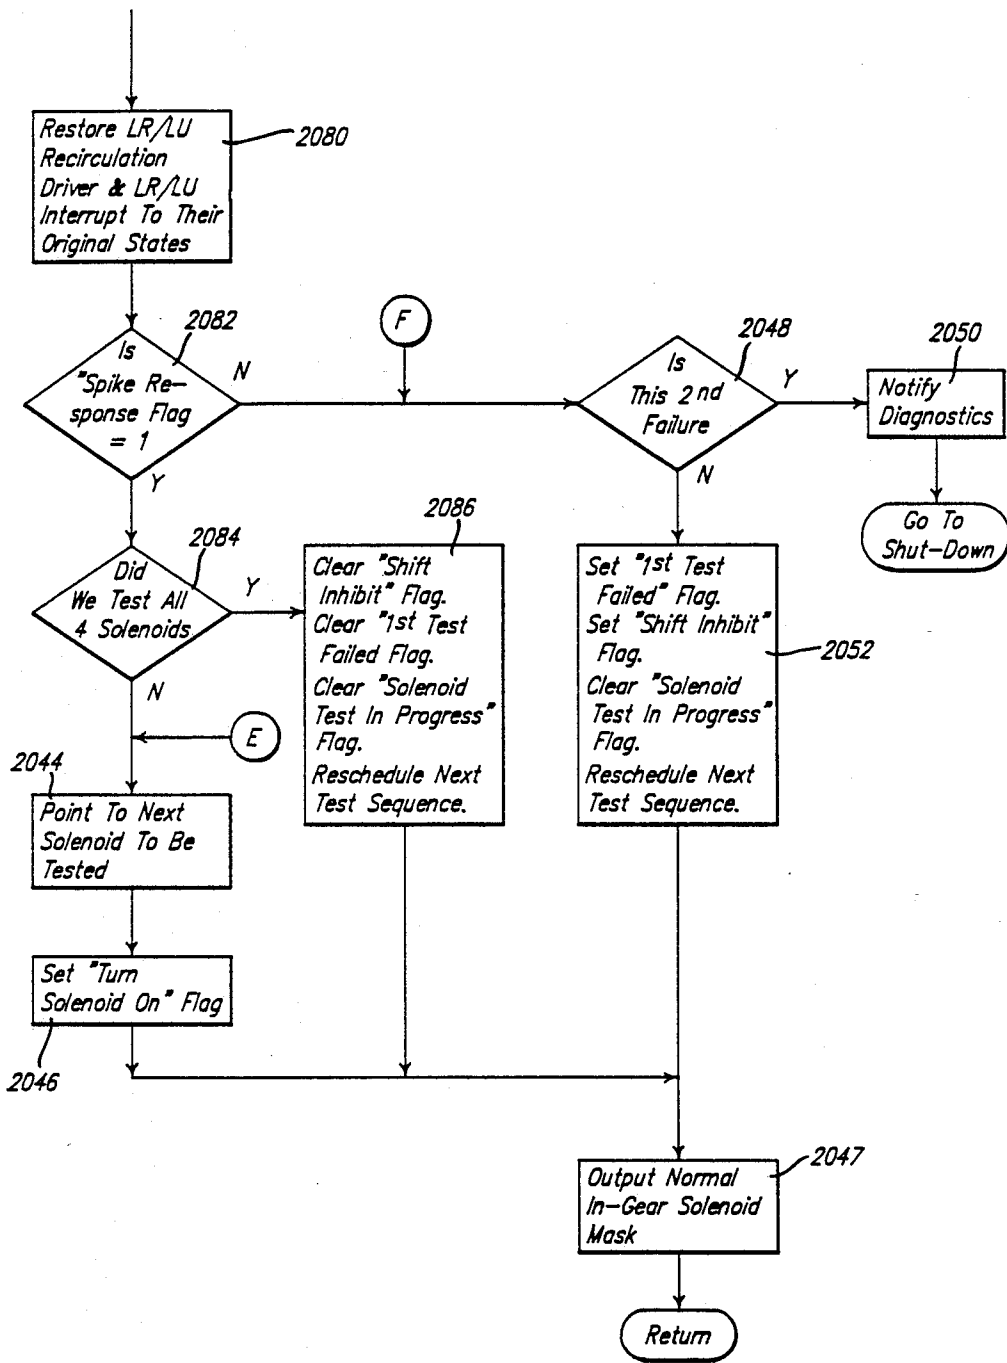 Restore LR/LU
Recirculation
Driver & LR/LU
Interrupt To Their
Original States
2080
2082
Is
"Spike Re-
sponse Flag
= 1
N
Y
F
2048
Is
This 2nd
Failure
Y
N
2050
Notify
Diagnostics
Go To
Shut-Down
2084
Did
We Test All
4 Solenoids
Y
N
2086
Clear "Shift
Inhibit" Flag.
Clear "1st Test
Failed Flag.
Clear "Solenoid
Test In Progress"
Flag.
Reschedule Next
Test Sequence.
Set "1st Test
Failed" Flag.
Set "Shift Inhibit"
Flag.
Clear "Solenoid
Test In Progress"
Flag.
Reschedule Next
Test Sequence.
2052
E
2044
Point To Next
Solenoid To Be
Tested
Set "Turn
Solenoid On" Flag
2046
2047
Output Normal
In-Gear Solenoid
Mask
Return